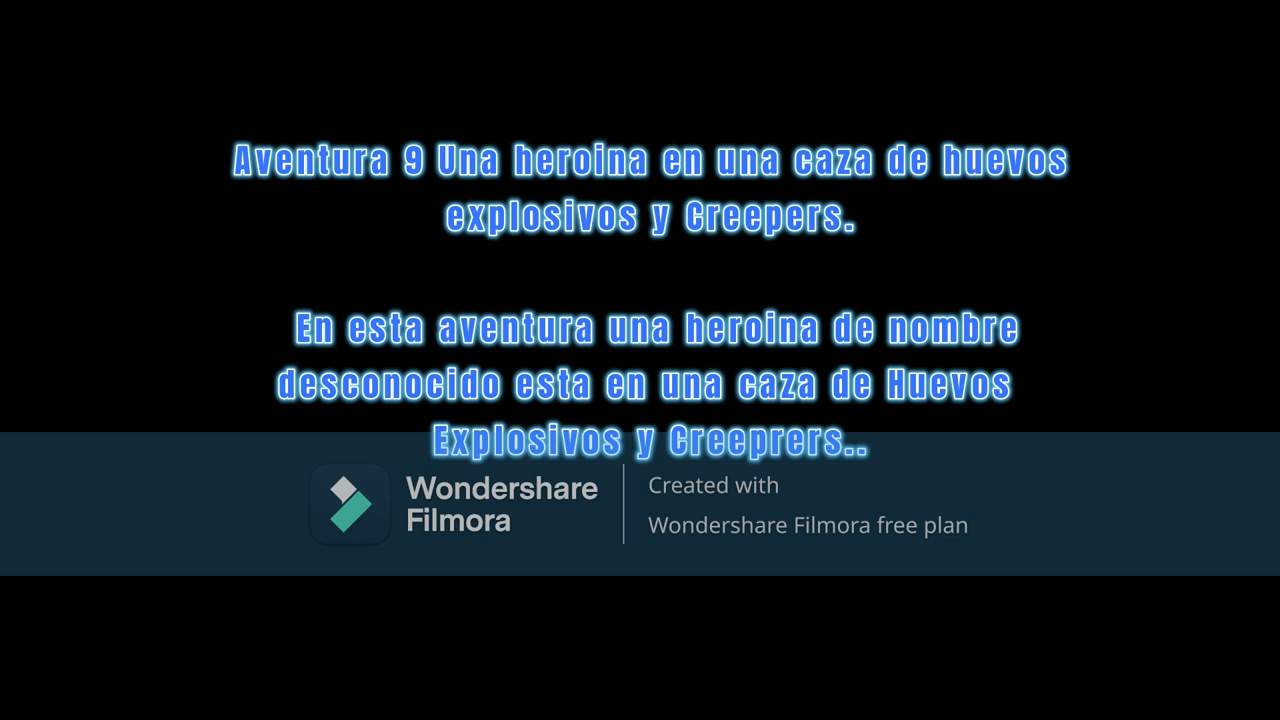 Aventura 9 Una heroina en una caza de huevos
explosivos y Creepers.
En esta aventura una heroina de nombre
desconocido esta en una caza de Huevos
Explosivos y Creeprers..
Wondershare
Filmora
Created with
Wondershare Filmora free plan